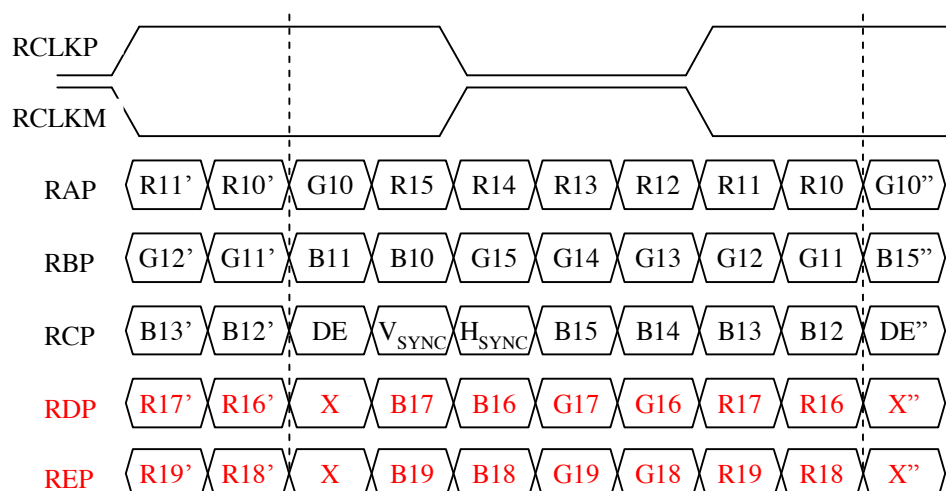 RCLKP
RCLKM
RAP R11’ R10’ G10 R15 R14 R13 R12 R11 R10 G10”
RBP G12’ G11’ B11 B10 G15 G14 G13 G12 G11 B15”
RCP B13’ B12’ DE VSYNC HSYNC B15 B14 B13 B12 DE”
RDP R17’ R16’ X B17 B16 G17 G16 R17 R16 X”
REP R19’ R18’ X B19 B18 G19 G18 R19 R18 X”